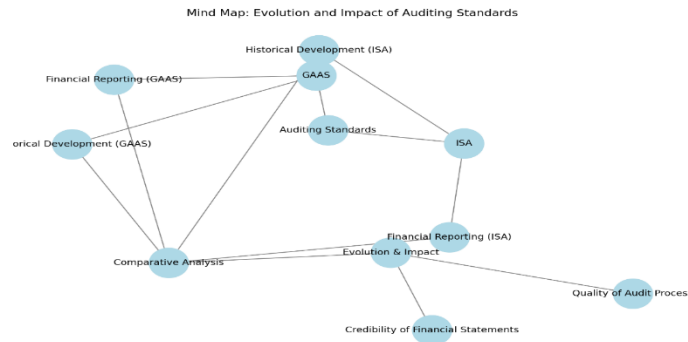 Mind Map: Evolution and Impact of Auditing Standards
Historical Development (ISA)
GAAS
Financial Reporting (GAAS)
Auditing Standards
orical Development (GAAS)
ISA
Financial Reporting (ISA)
Evolution & Impact
Comparative Analysis
Quality of Audit Proces
Credibility of Financial Statements